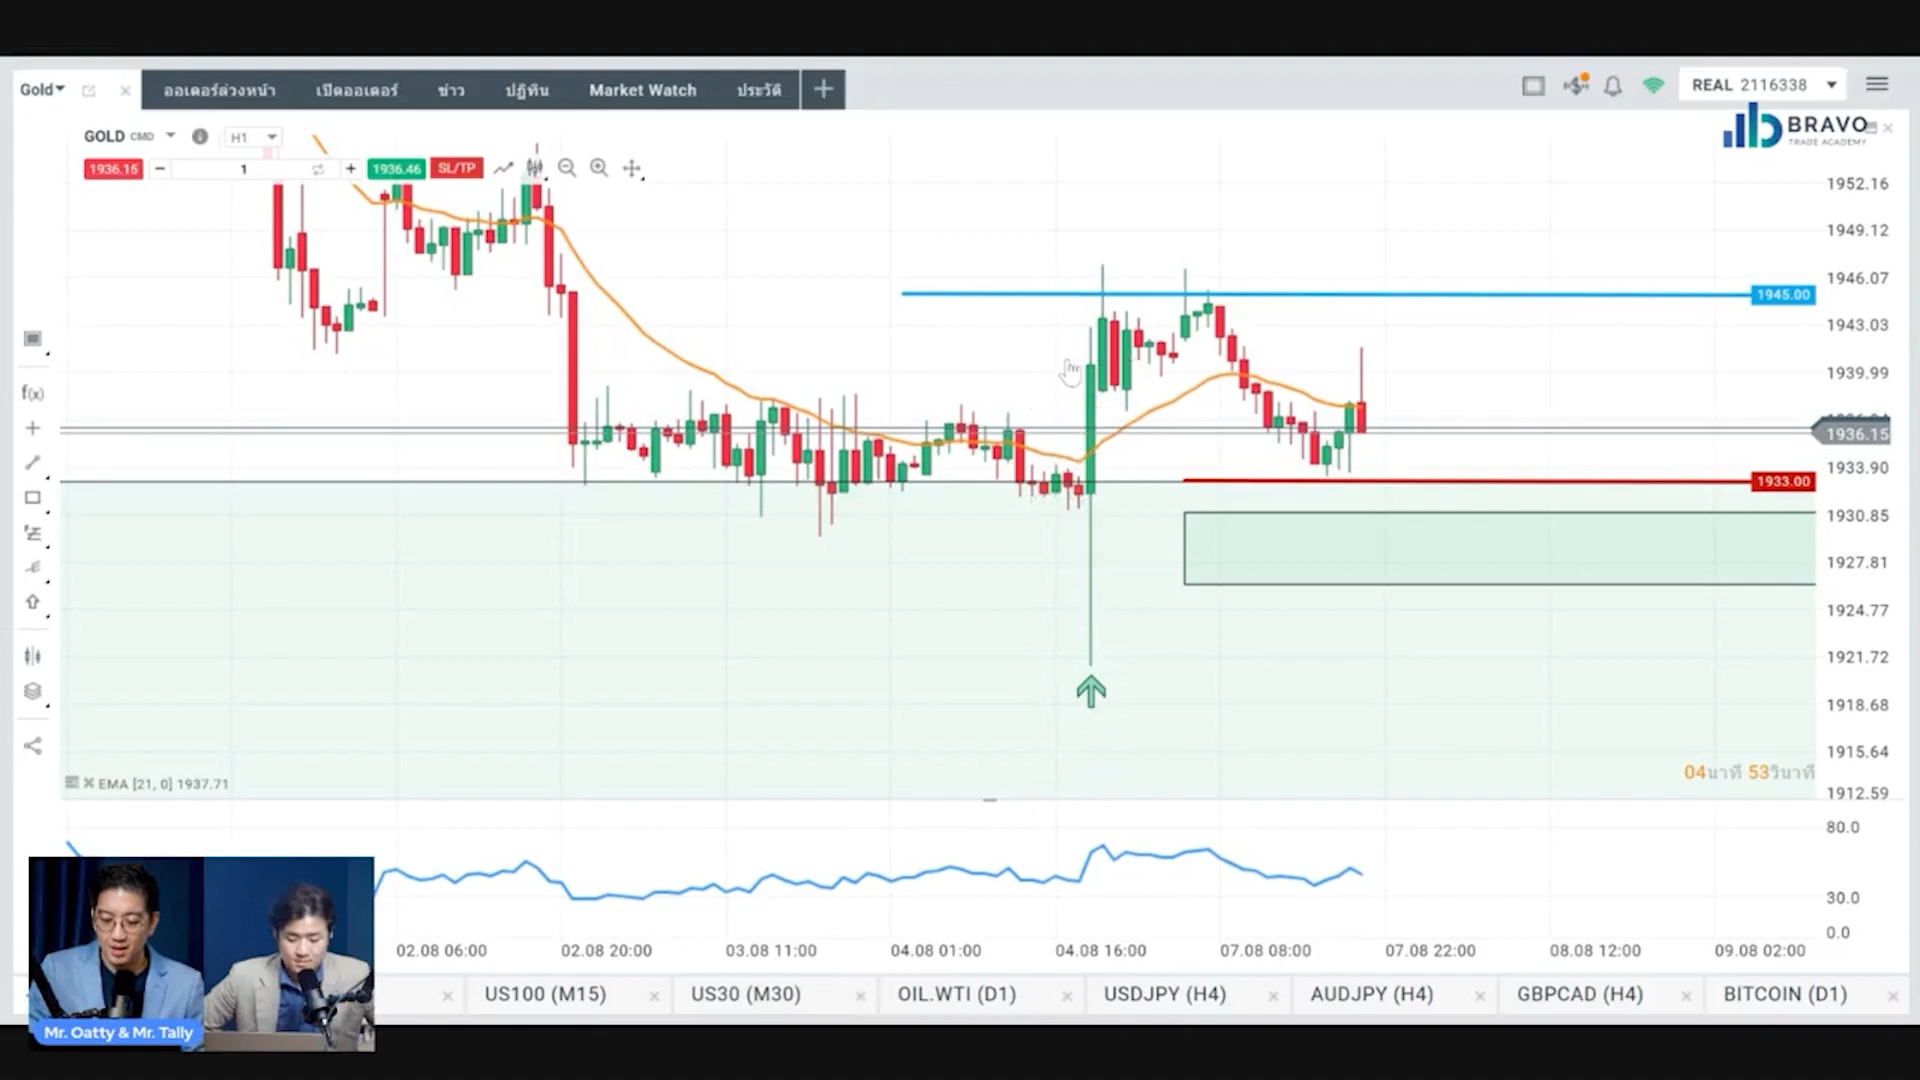 Gold
ออเดอร์ล่วงหน้า
เปิดออเดอร์
ข่าว
ปฏิทิน
Market Watch
ประวัติ
REAL 2116338
BRAVO
TRADE ACADEMY
GOLD CMD
H1
1936.15
1
1936.46
SL/TP
1952.16
1949.12
1946.07
1945.00
1943.03
1939.99
1936.15
1933.90
1933.00
1930.85
1927.81
1924.77
1921.72
1918.68
1915.64
1912.59
f(x)
04นาที 53วินาที
EMA [21, 0] 1937.71
80.0
30.0
0.0
02.08 06:00
02.08 20:00
03.08 11:00
04.08 01:00
04.08 16:00
07.08 08:00
07.08 22:00
08.08 12:00
09.08 02:00
US100 (M15)
US30 (M30)
OIL.WTI (D1)
USDJPY (H4)
AUDJPY (H4)
GBPCAD (H4)
BITCOIN (D1)
Mr. Oatty & Mr. Tally